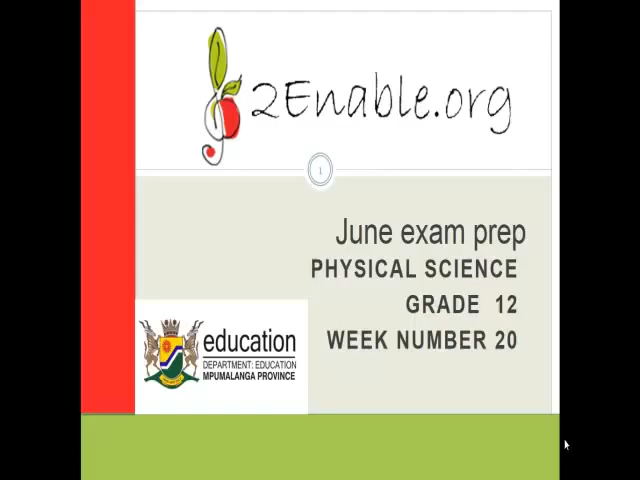 2Enable.org
1
June exam prep
PHYSICAL SCIENCE
GRADE 12
WEEK NUMBER 20
education
DEPARTMENT: EDUCATION
MPUMALANGA PROVINCE